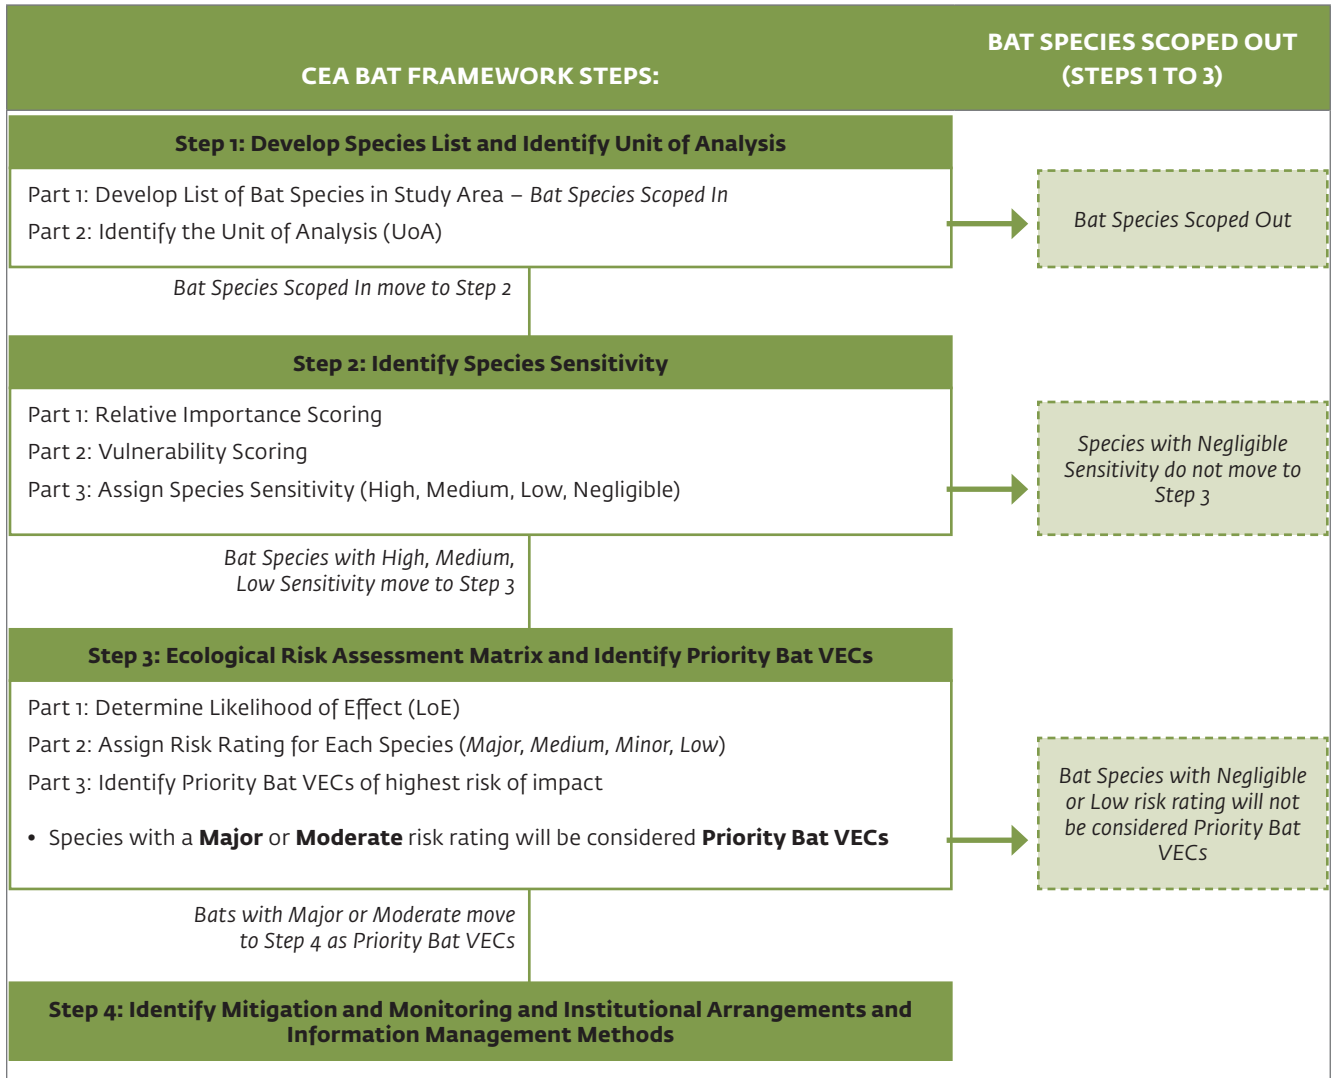 CEA BAT FRAMEWORK STEPS:
BAT SPECIES SCOPED OUT
(STEPS 1 TO 3)
Step 1: Develop Species List and Identify Unit of Analysis
Part 1: Develop List of Bat Species in Study Area – Bat Species Scoped In
Part 2: Identify the Unit of Analysis (UoA)
Bat Species Scoped Out
Bat Species Scoped In move to Step 2
Step 2: Identify Species Sensitivity
Part 1: Relative Importance Scoring
Part 2: Vulnerability Scoring
Part 3: Assign Species Sensitivity (High, Medium, Low, Negligible)
Species with Negligible
Sensitivity do not move to
Step 3
Bat Species with High, Medium,
Low Sensitivity move to Step 3
Step 3: Ecological Risk Assessment Matrix and Identify Priority Bat VECs
Part 1: Determine Likelihood of Effect (LoE)
Part 2: Assign Risk Rating for Each Species (Major, Medium, Minor, Low)
Part 3: Identify Priority Bat VECs of highest risk of impact
• Species with a Major or Moderate risk rating will be considered Priority Bat VECs
Bat Species with Negligible
or Low risk rating will not
be considered Priority Bat
VECs
Bats with Major or Moderate move
to Step 4 as Priority Bat VECs
Step 4: Identify Mitigation and Monitoring and Institutional Arrangements and
Information Management Methods